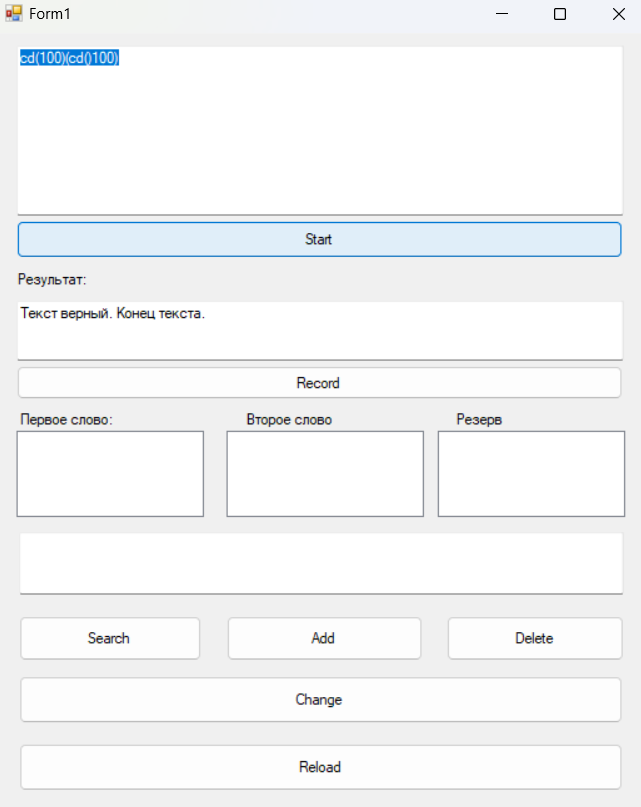 Form1
cd(100)(cd()100)
Start
Результат:
Текст верный. Конец текста.
Record
Первое слово: Второе слово Резерв
Search Add Delete
Change
Reload